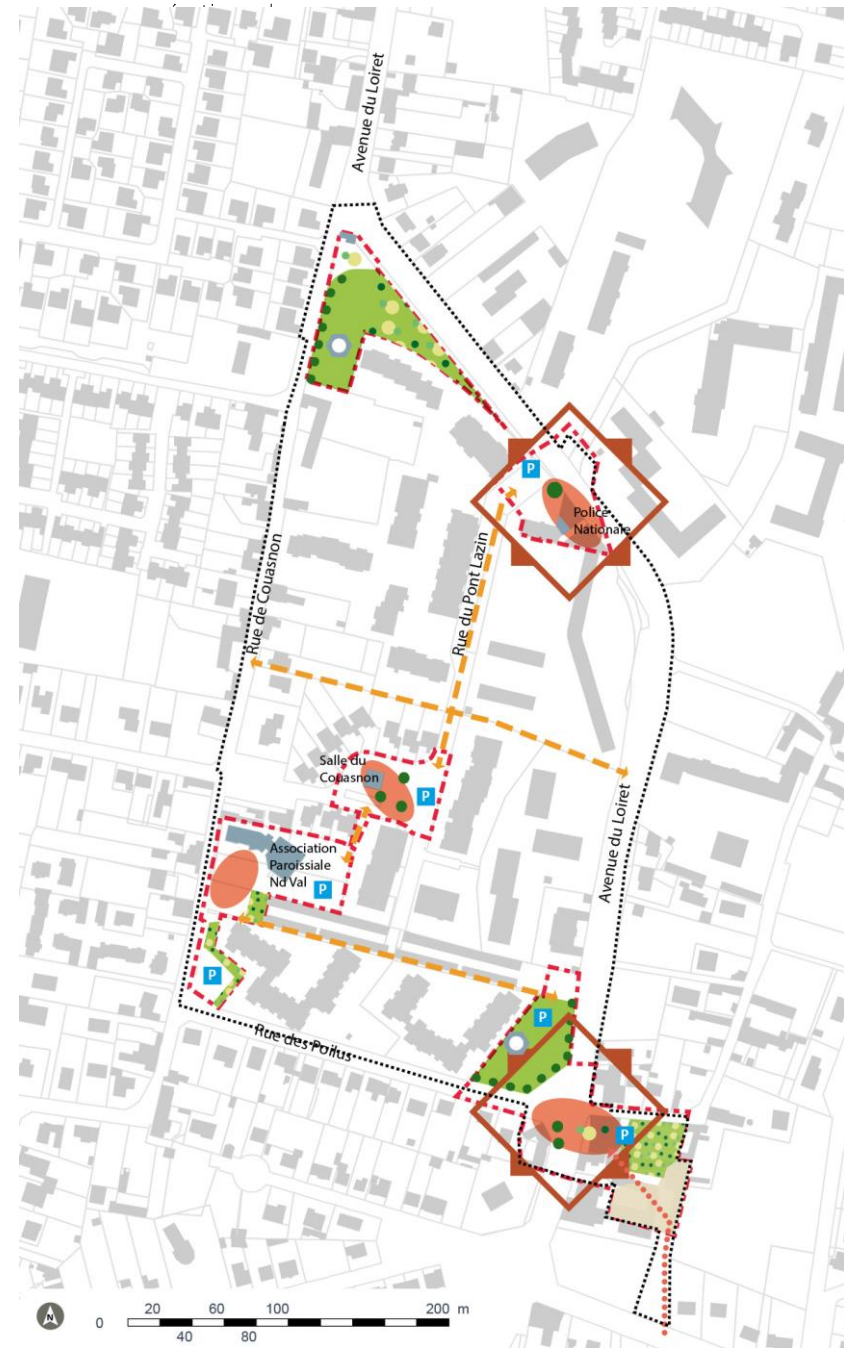 Avenue du Loiret
P
Police
Nationale
Rue du Pont Lazin
Rue de Couasnon
Salle du
Couasnon
P
Avenue du Loiret
Association
Paroissiale
Nd Val
P
P
P
Rue des Poilus
P
N
0 20 60 100 200 m
40 80